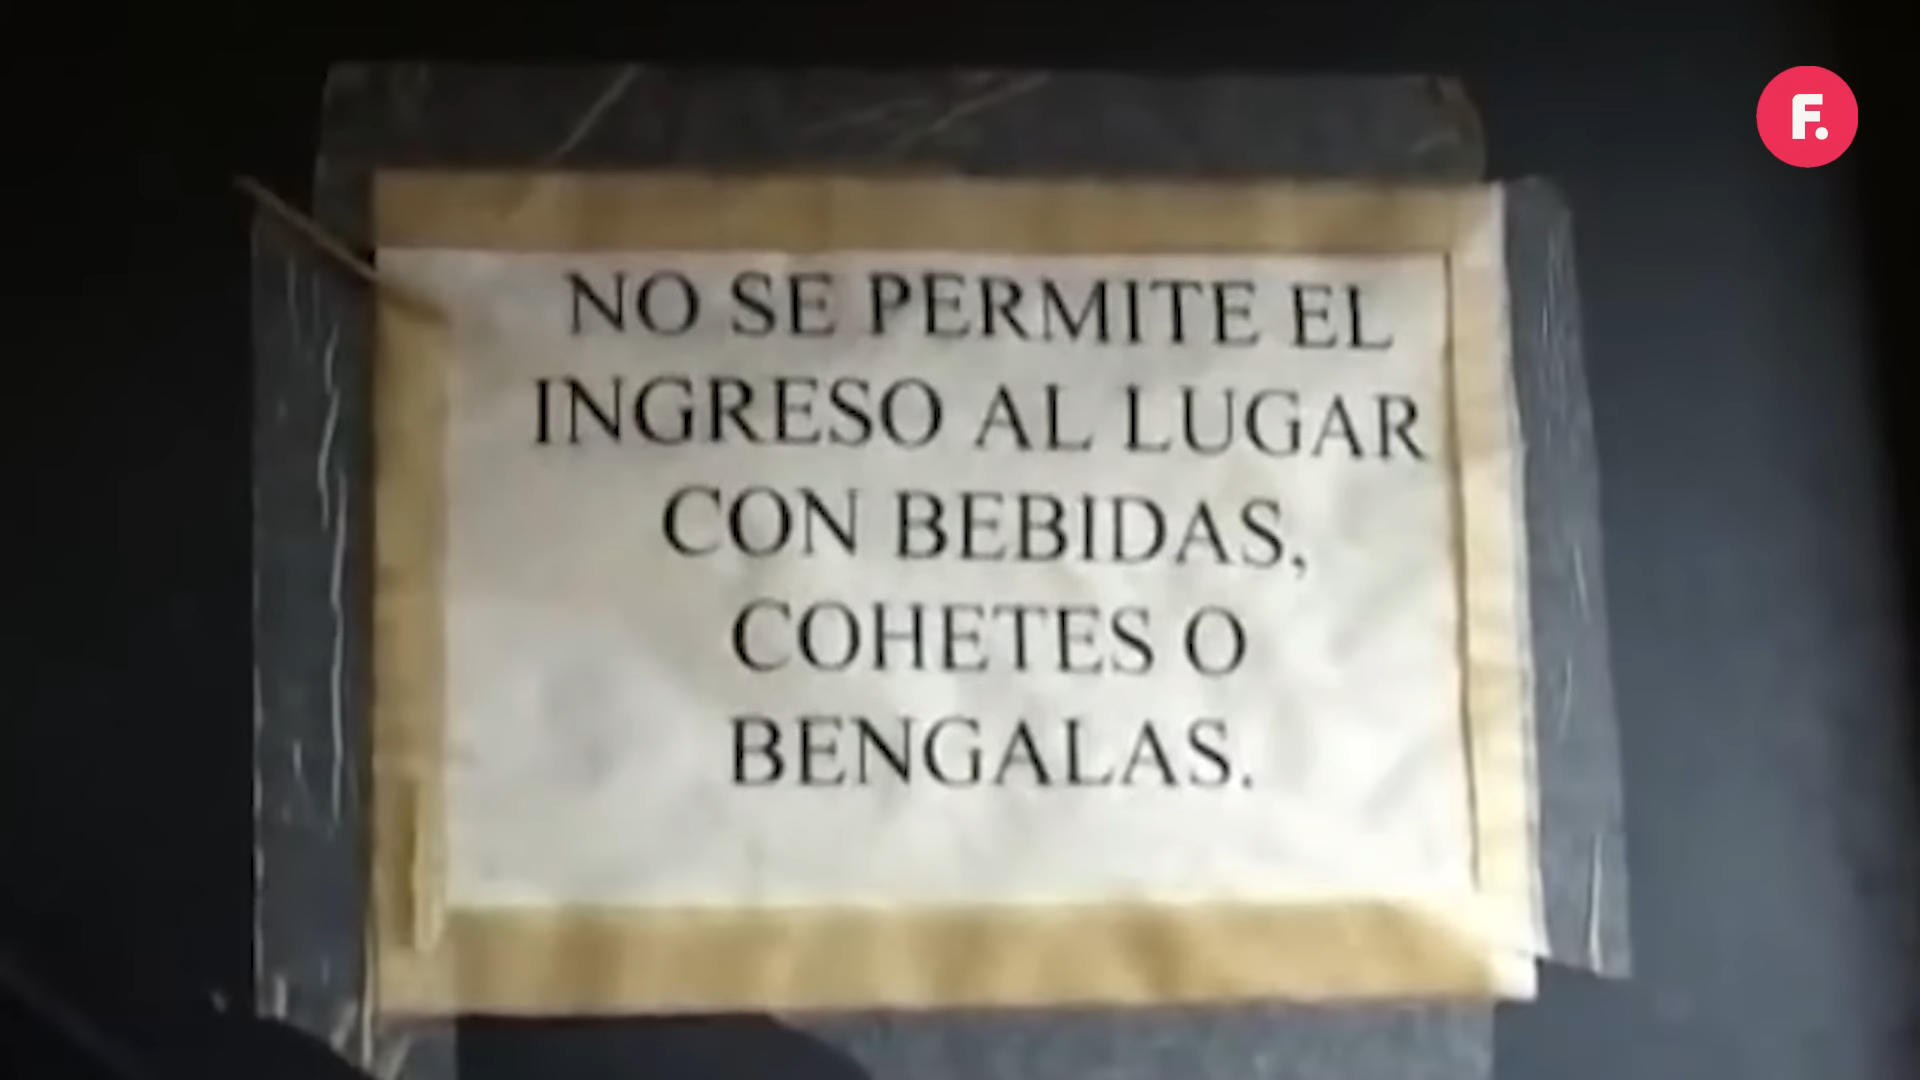 F.
NO SE PERMITE EL
INGRESO AL LUGAR
CON BEBIDAS,
COHETES O
BENGALAS.